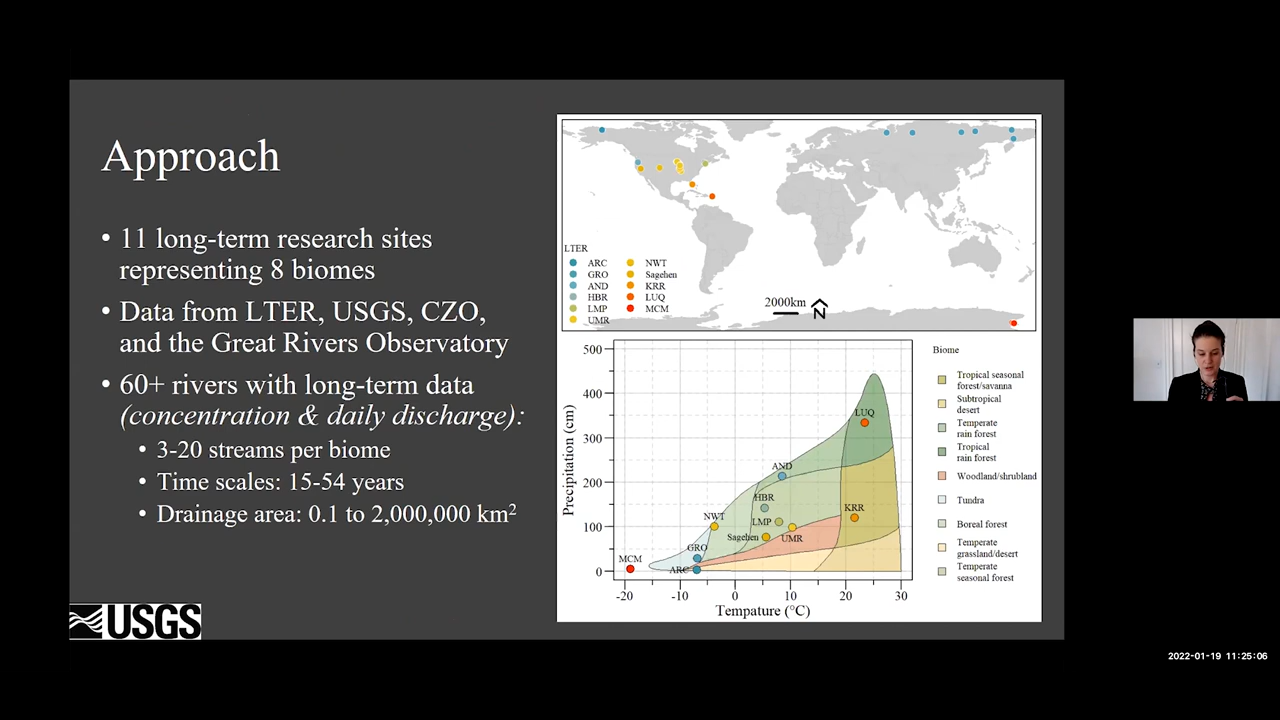 Approach
• 11 long-term research sites
representing 8 biomes
• Data from LTER, USGS, CZO,
and the Great Rivers Observatory
• 60+ rivers with long-term data
(concentration & daily discharge):
• 3-20 streams per biome
• Time scales: 15-54 years
• Drainage area: 0.1 to 2,000,000 km²
USGS
LTER
ARC
GRO
AND
HBR
LMP
UMR
NWT
Sagehen
KRR
LUQ
MCM
2000km
N
500
400
300
200
100
0
Precipitation (cm)
LUQ
AND
HBR
NWT
LMP
KRR
Sagehen
UMR
GRO
MCM
ARC
-20 -10 0 10 20 30
Tempature (°C)
Biome
Tropical seasonal
forest/savanna
Subtropical
desert
Temperate
rain forest
Tropical
rain forest
Woodland/shrubland
Tundra
Boreal forest
Temperate
grassland/desert
Temperate
seasonal forest
2022-01-19 11:25:06